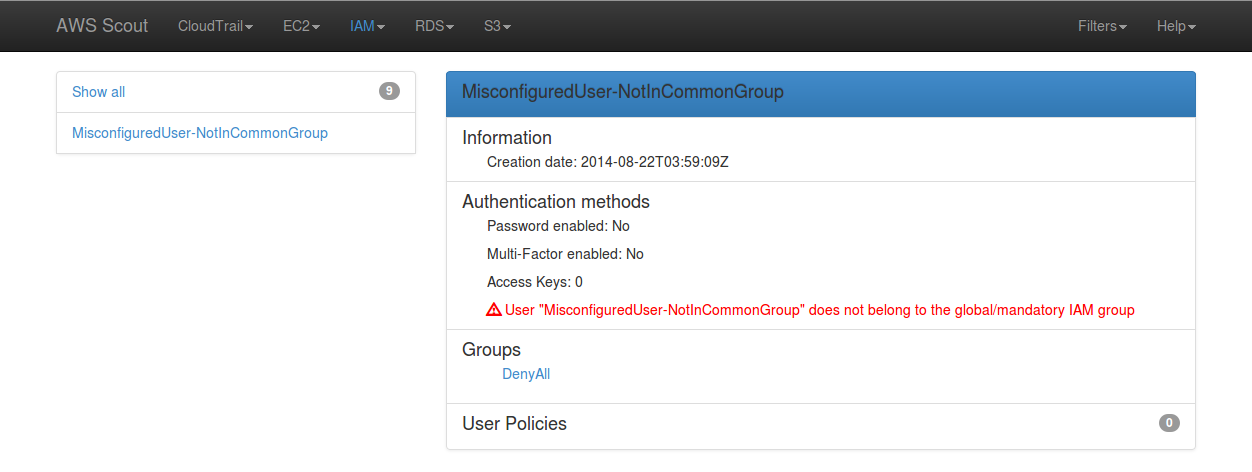 AWS Scout CloudTrail EC2 IAM RDS S3 Filters Help
Show all 9
MisconfiguredUser-NotInCommonGroup
MisconfiguredUser-NotInCommonGroup
Information
Creation date: 2014-08-22T03:59:09Z
Authentication methods
Password enabled: No
Multi-Factor enabled: No
Access Keys: 0
User "MisconfiguredUser-NotInCommonGroup" does not belong to the global/mandatory IAM group
Groups
DenyAll
User Policies 0